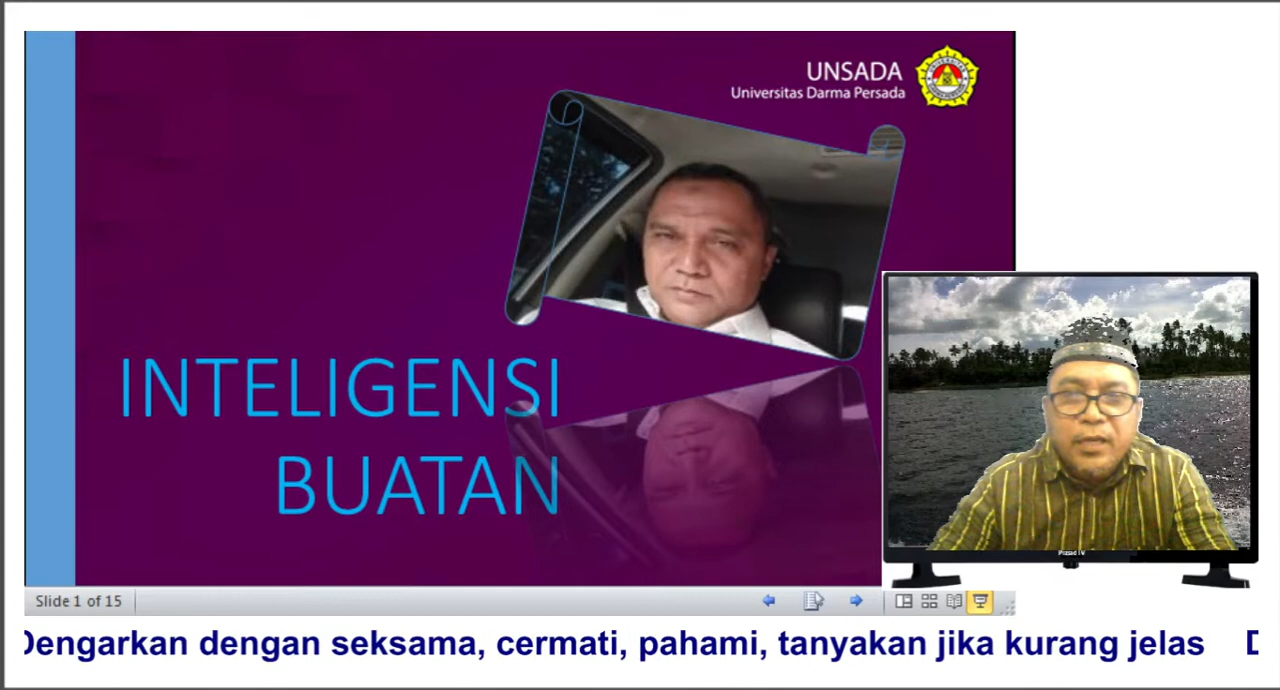 UNSADA
Universitas Darma Persada
INTELIGENSI
BUATAN
Slide 1 of 15
Dengarkan dengan seksama, cermati, pahami, tanyakan jika kurang jelas D